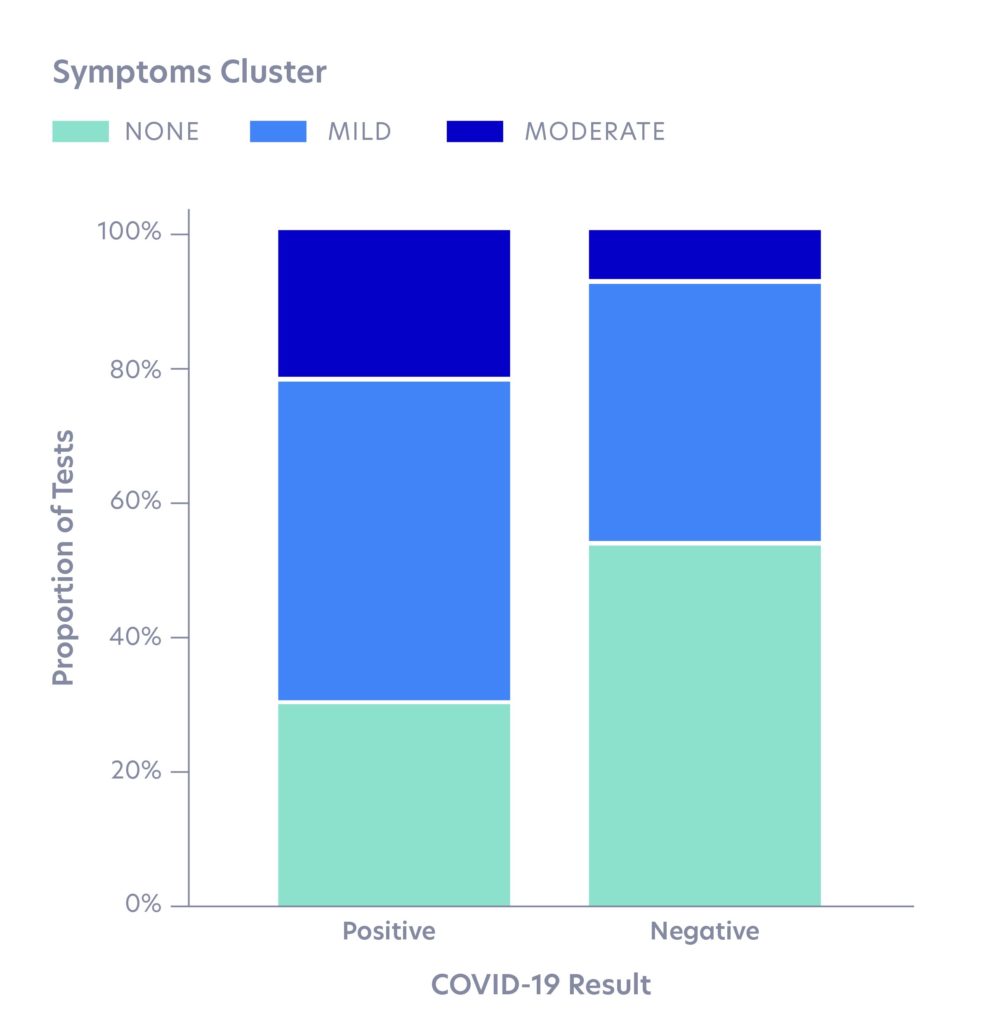 Symptoms Cluster
NONE MILD MODERATE
100%
80%
60%
40%
20%
0%
Proportion of Tests
Positive Negative
COVID-19 Result